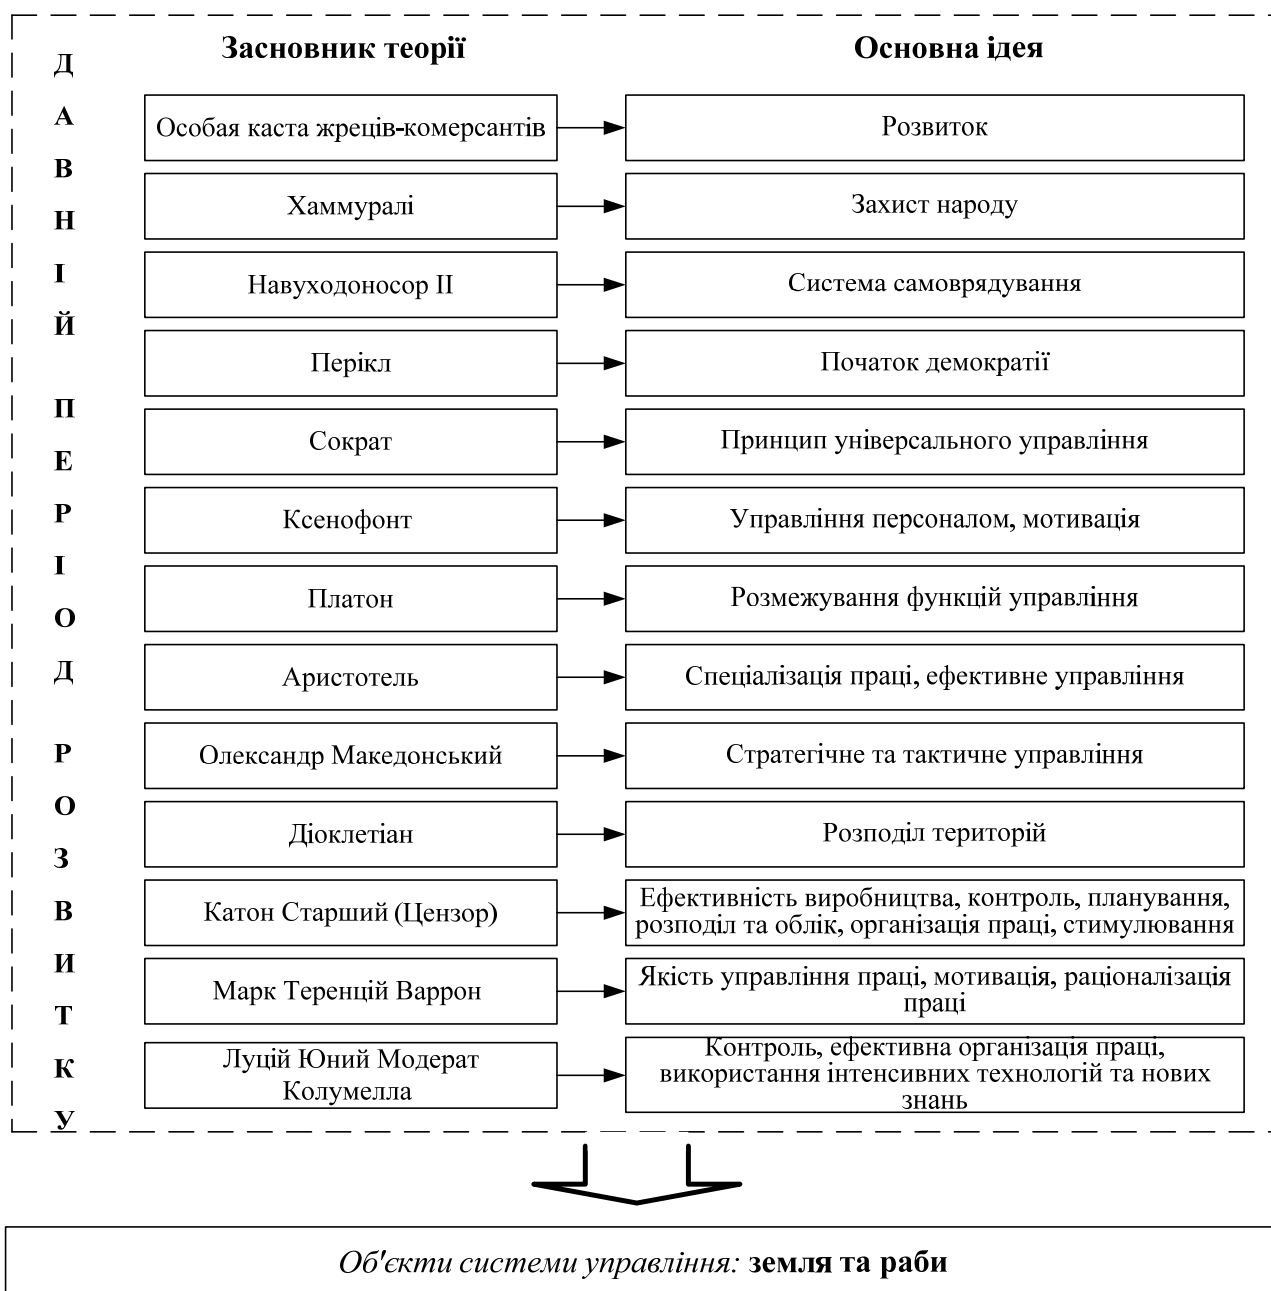 ДАВНІЙ ПЕРІОД РОЗВИТКУ
Засновник теорії
Основна ідея
Особая каста жреців-комерсантів
Розвиток
Хаммуралі
Захист народу
Навуходоносор II
Система самоврядування
Перікл
Початок демократії
Сократ
Принцип універсального управління
Ксенофонт
Управління персоналом, мотивація
Платон
Розмежування функцій управління
Аристотель
Спеціалізація праці, ефективне управління
Олександр Македонський
Стратегічне та тактичне управління
Діоклетіан
Розподіл територій
Катон Старший (Цензор)
Ефективність виробництва, контроль, планування,
розподіл та облік, організація праці, стимулювання
Марк Теренцій Варрон
Якість управління праці, мотивація, раціоналізація
праці
Луцій Юний Модерат
Колумелла
Контроль, ефективна організація праці,
використання інтенсивних технологій та нових
знань
Об'єкти системи управління: земля та раби